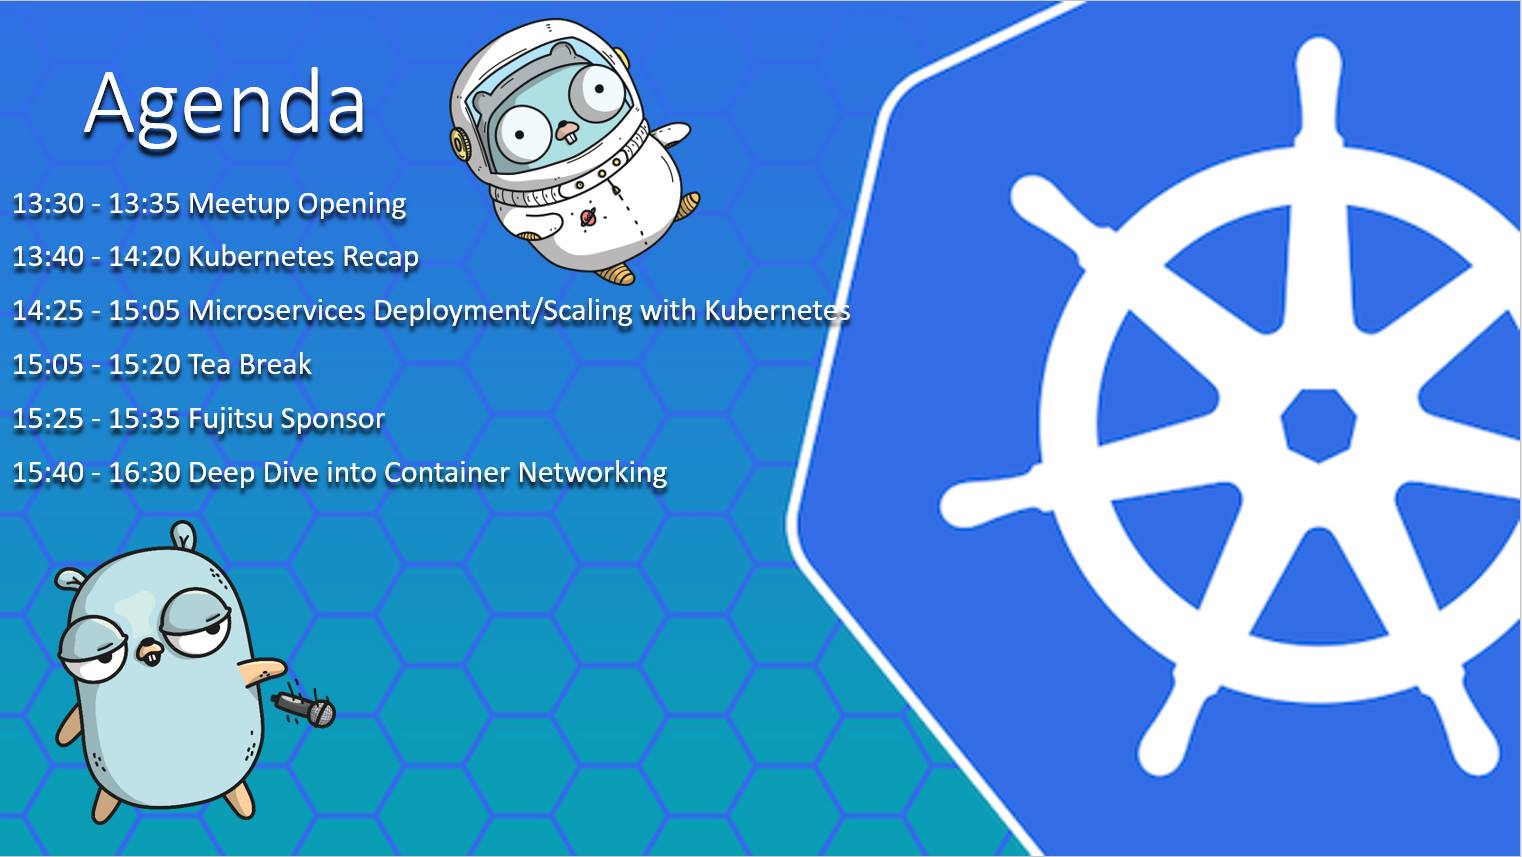 Agenda
13:30 - 13:35 Meetup Opening
13:40 - 14:20 Kubernetes Recap
14:25 - 15:05 Microservices Deployment/Scaling with Kubernetes
15:05 - 15:20 Tea Break
15:25 - 15:35 Fujitsu Sponsor
15:40 - 16:30 Deep Dive into Container Networking